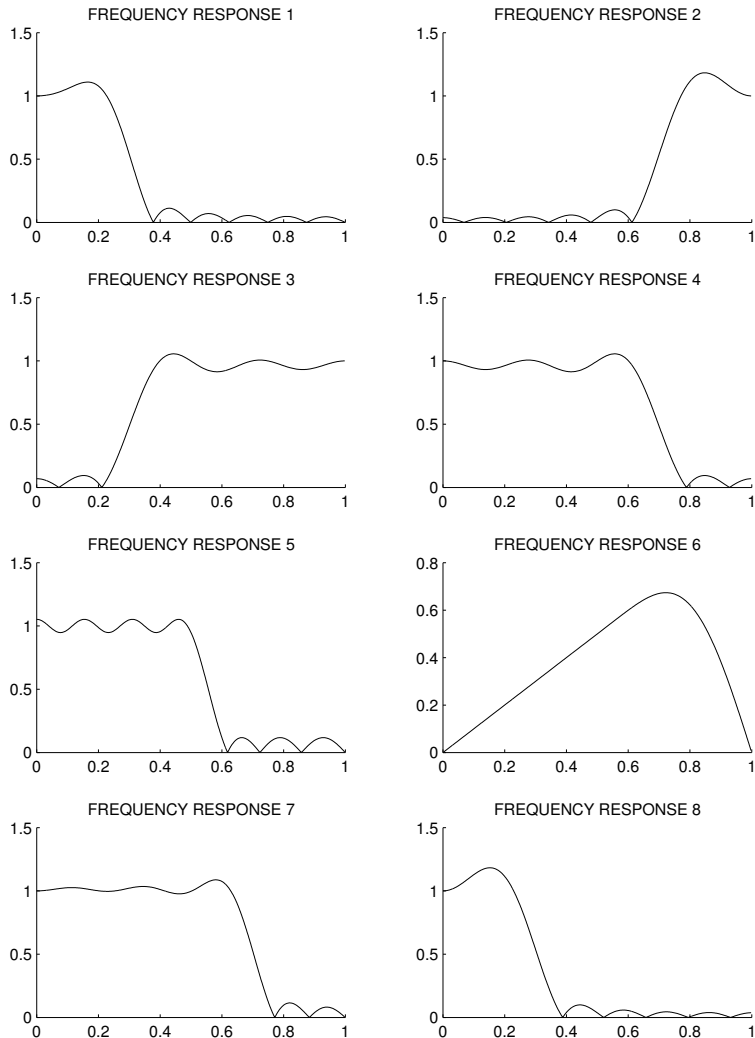 FREQUENCY RESPONSE 1
1.5
1
0.5
0
0 0.2 0.4 0.6 0.8 1
FREQUENCY RESPONSE 2
1.5
1
0.5
0
0 0.2 0.4 0.6 0.8 1
FREQUENCY RESPONSE 3
1.5
1
0.5
0
0 0.2 0.4 0.6 0.8 1
FREQUENCY RESPONSE 4
1.5
1
0.5
0
0 0.2 0.4 0.6 0.8 1
FREQUENCY RESPONSE 5
1.5
1
0.5
0
0 0.2 0.4 0.6 0.8 1
FREQUENCY RESPONSE 6
0.8
0.6
0.4
0.2
0
0 0.2 0.4 0.6 0.8 1
FREQUENCY RESPONSE 7
1.5
1
0.5
0
0 0.2 0.4 0.6 0.8 1
FREQUENCY RESPONSE 8
1.5
1
0.5
0
0 0.2 0.4 0.6 0.8 1